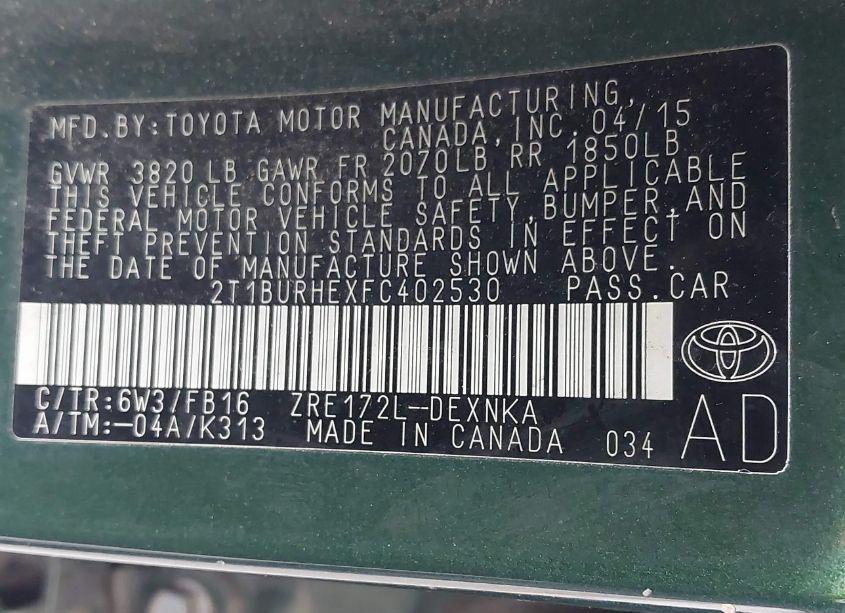 MFD.BY:TOYOTA MOTOR MANUFACTURING,
CANADA,INC.04/15
GVWR 3820 LB GAWR FR 2070LB RR 1850LB
THIS VEHICLE CONFORMS TO ALL APPLICABLE
FEDERAL MOTOR VEHICLE SAFETY,BUMPER,AND
THEFT PREVENTION STANDARDS IN EFFECT ON
THE DATE OF MANUFACTURE SHOWN ABOVE.
2T1BURHEXFC402530 PASS.CAR
C/TR:6W3/FB16 ZRE172L-DEXNKA
A/TM:-04A/K313 MADE IN CANADA 034
AD